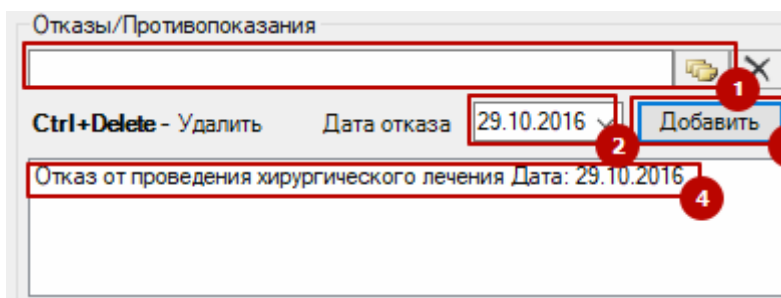 Отказы/Противопоказания
1
Ctrl+Delete - Удалить Дата отказа 29.10.2016 Добавить
2
Отказ от проведения хирургического лечения Дата: 29.10.2016
4